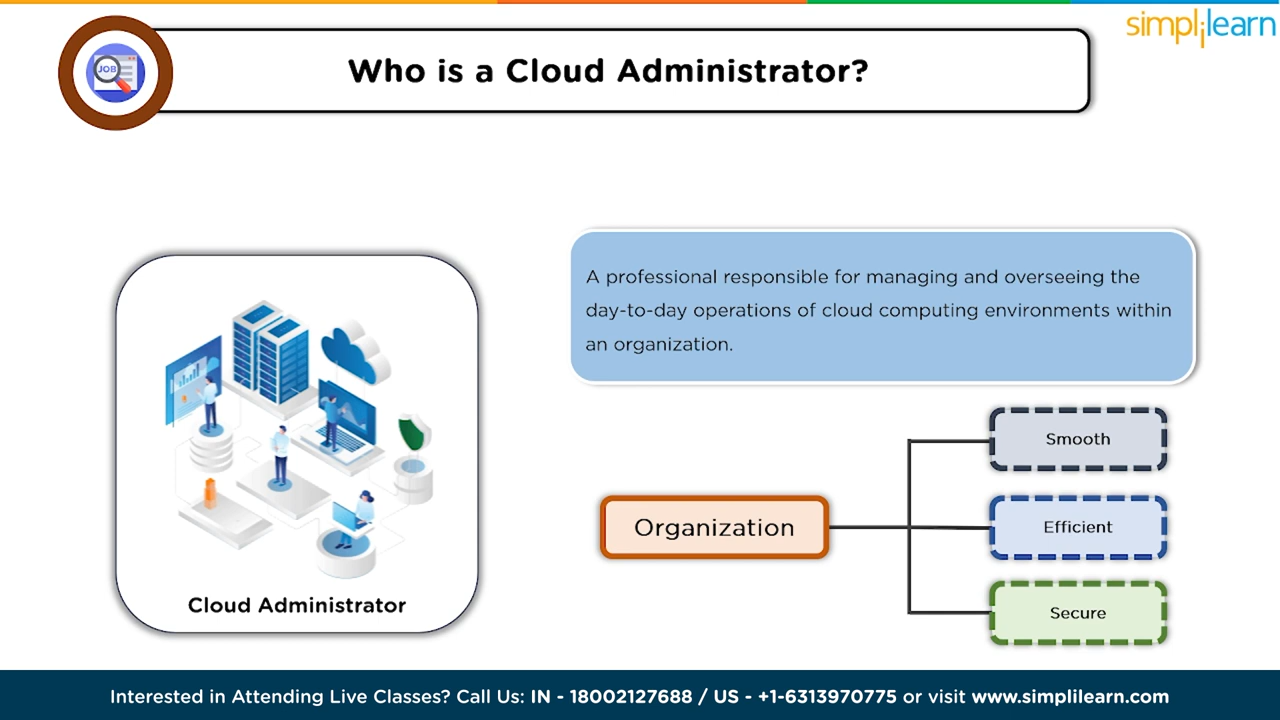 simplilearn
JOB
Who is a Cloud Administrator?
A professional responsible for managing and overseeing the
day-to-day operations of cloud computing environments within
an organization.
Smooth
Organization
Efficient
Secure
Cloud Administrator
Interested in Attending Live Classes? Call Us: IN - 18002127688 / US - +1-6313970775 or visit www.simplilearn.com